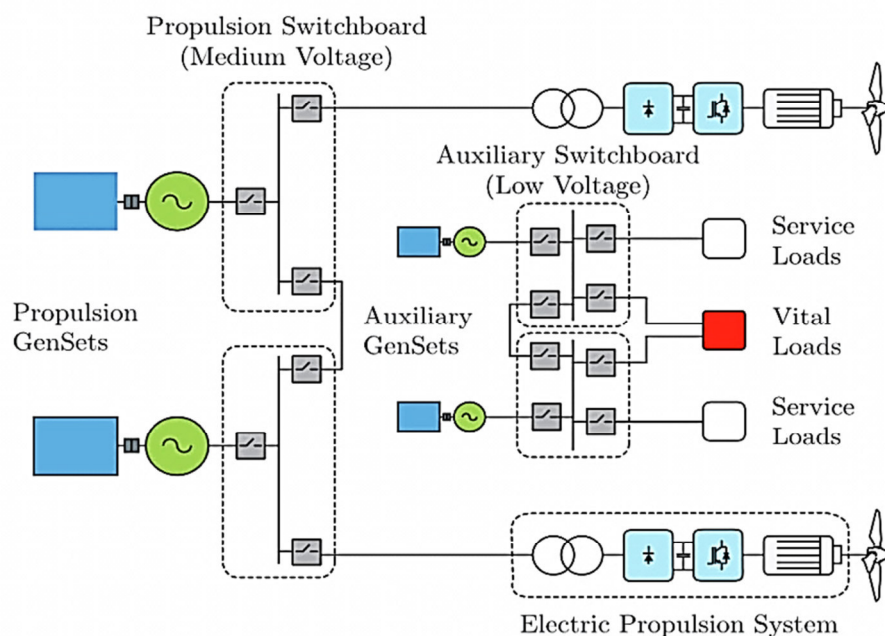 Propulsion Switchboard
(Medium Voltage)
Auxiliary Switchboard
(Low Voltage)
Service
Loads
Propulsion
GenSets
Auxiliary
GenSets
Vital
Loads
Service
Loads
Electric Propulsion System